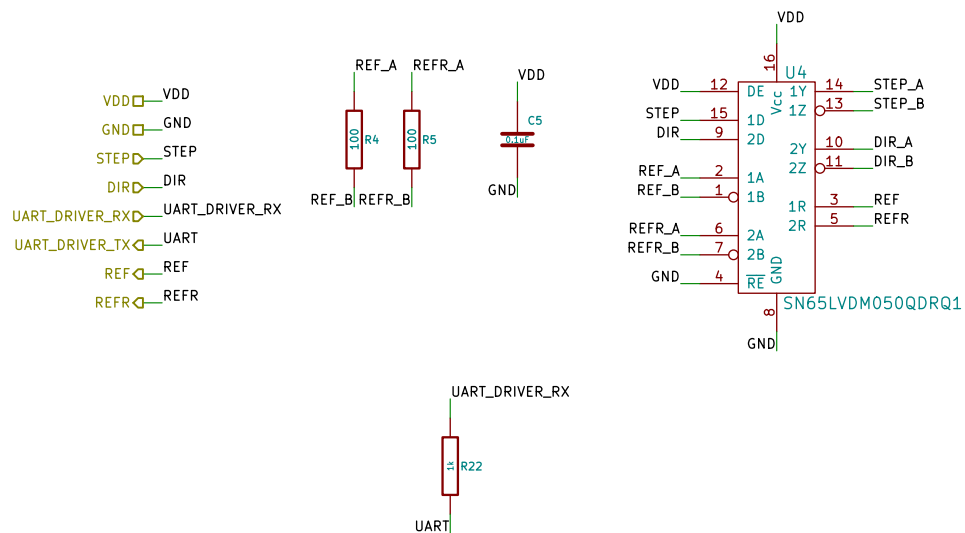 VDD VDD
GND GND
STEP STEP
DIR DIR
UART_DRIVER_RX UART_DRIVER_RX
UART_DRIVER_TX UART
REF REF
REFR REFR
REF_A REFR_A
100 R4 100 R5
REF_B REFR_B
VDD
C5
0.1uF
GND
VDD
16
U4
VDD 12 DE Vcc 1Y 14 STEP_A
1Z 13 STEP_B
STEP 15 1D
DIR 9 2D
2Y 10 DIR_A
2Z 11 DIR_B
REF_A 2 1A
REF_B 1 1B
1R 3 REF
2R 5 REFR
REFR_A 6 2A
REFR_B 7 2B
GND 4 RE GND
SN65LVDM050QDRQ1
8
GND
UART_DRIVER_RX
1k R22
UART